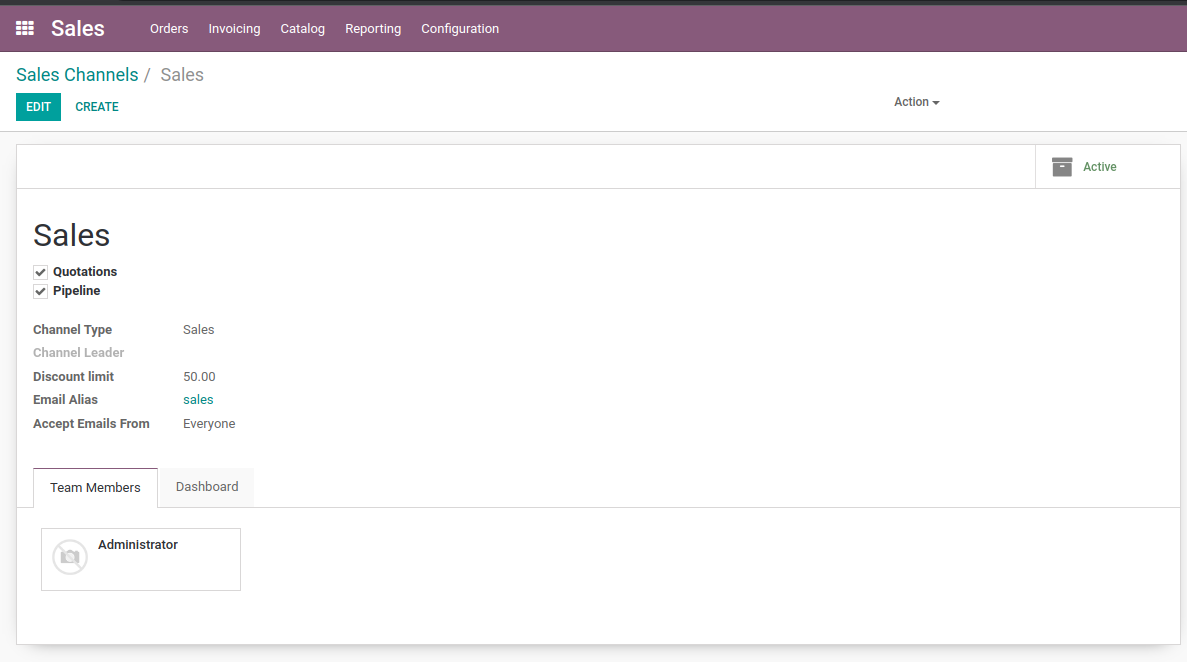 Sales Orders Invoicing Catalog Reporting Configuration
Sales Channels / Sales
EDIT CREATE Action
Active
Sales
Quotations
Pipeline
Channel Type Sales
Channel Leader
Discount limit 50.00
Email Alias sales
Accept Emails From Everyone
Team Members Dashboard
Administrator